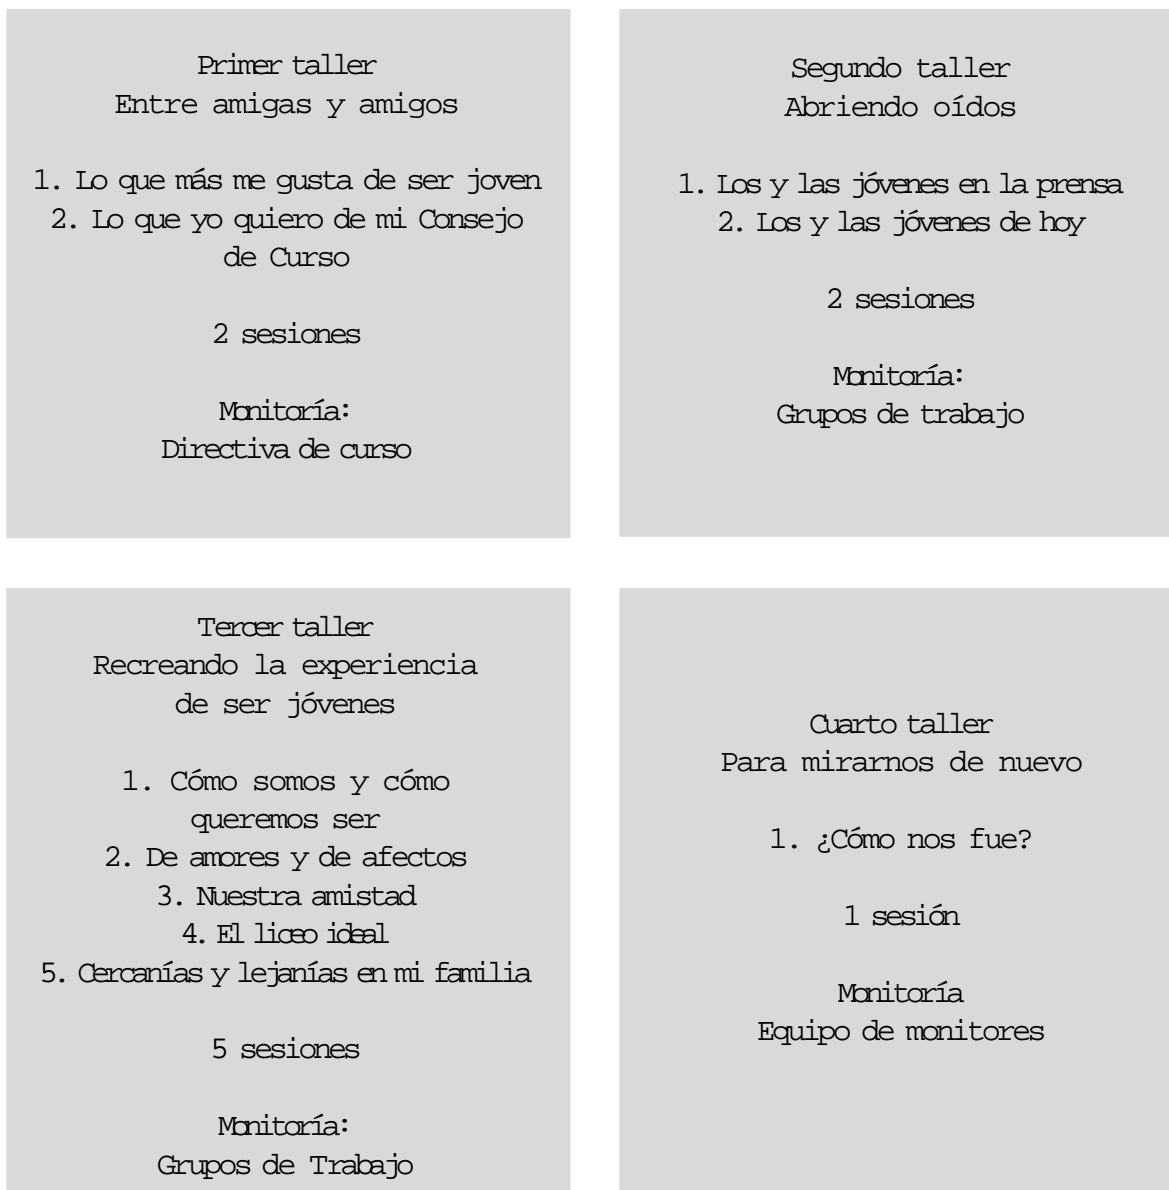 Primer taller
Entre amigas y amigos
1. Lo que más me gusta de ser joven
2. Lo que yo quiero de mi Consejo
de Curso
2 sesiones
Monitoría:
Directiva de curso
Segundo taller
Abriendo oídos
1. Los y las jóvenes en la prensa
2. Los y las jóvenes de hoy
2 sesiones
Monitoría:
Grupos de trabajo
Tercer taller
Recreando la experiencia
de ser jóvenes
1. Cómo somos y cómo
queremos ser
2. De amores y de afectos
3. Nuestra amistad
4. El liceo ideal
5. Cercanías y lejanías en mi familia
5 sesiones
Monitoría:
Grupos de Trabajo
Cuarto taller
Para mirarnos de nuevo
1. ¿Cómo nos fue?
1 sesión
Monitoría
Equipo de monitores